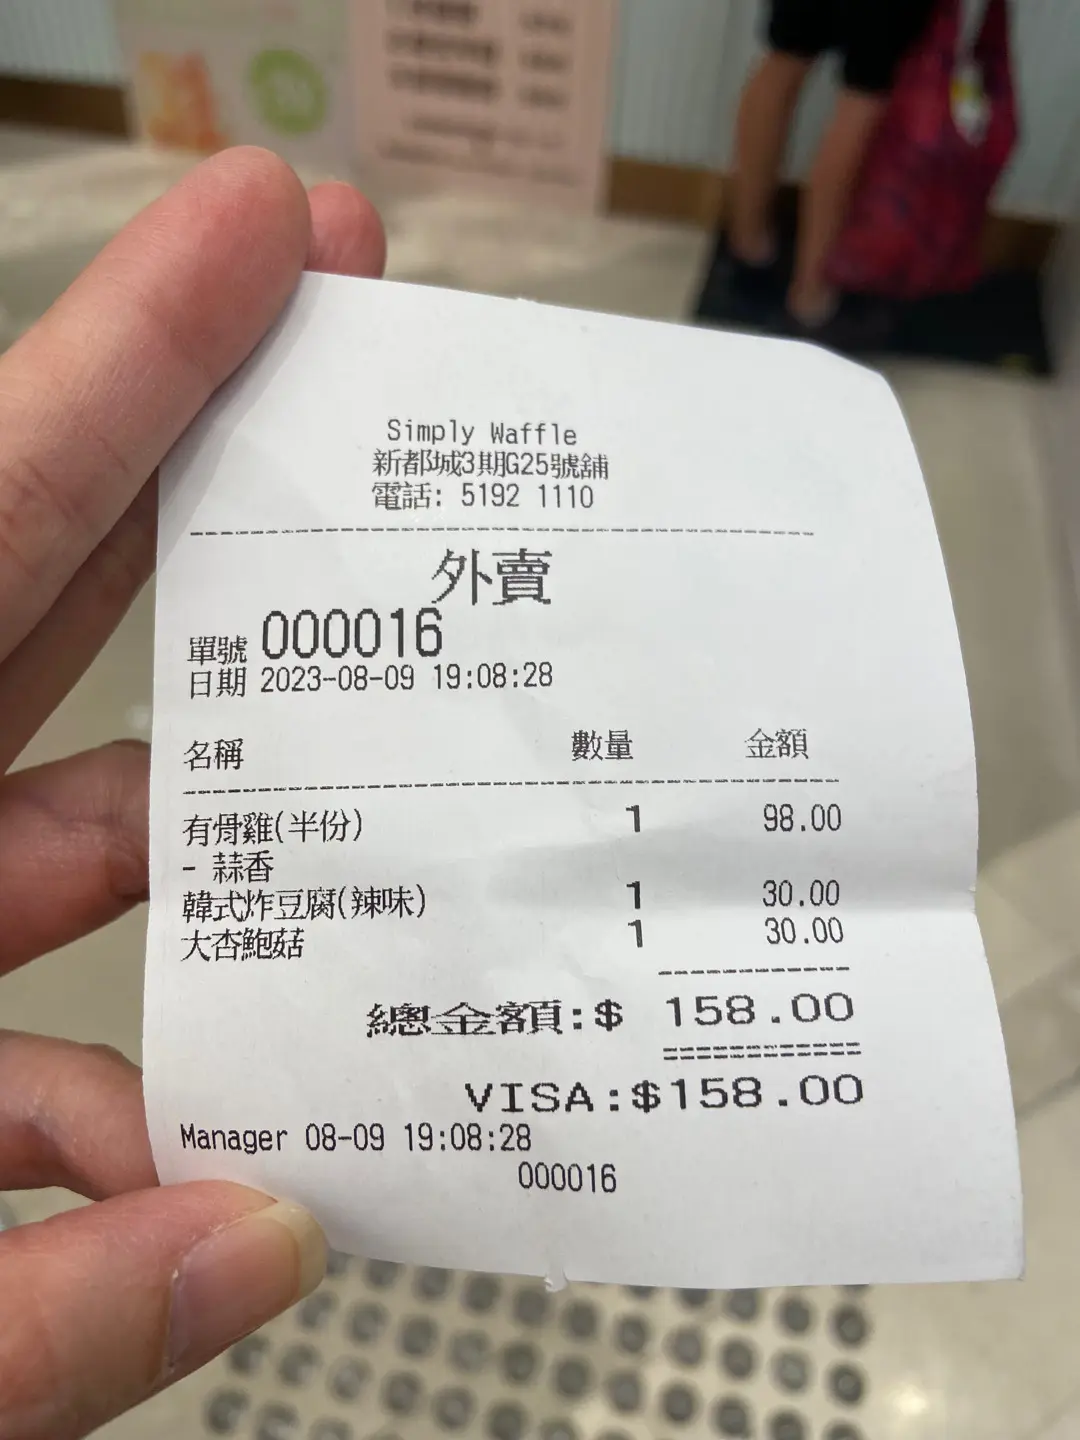 Simply Waffle
新都城3期G25號舖
電話: 5192 1110
外賣
單號 000016
日期 2023-08-09 19:08:28
名稱 數量 金額
有骨雞(半份) 1 98.00
- 蒜香
韓式炸豆腐(辣味) 1 30.00
大杏鮑菇 1 30.00
總金額:$ 158.00
VISA:$158.00
Manager 08-09 19:08:28
000016